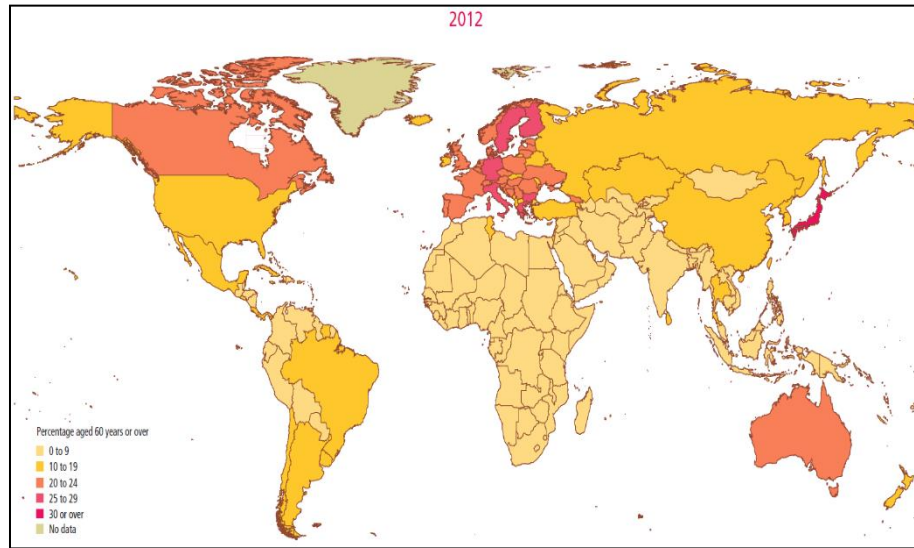 2012
Percentage aged 60 years or over
0 to 9
10 to 19
20 to 24
25 to 29
30 or over
No data